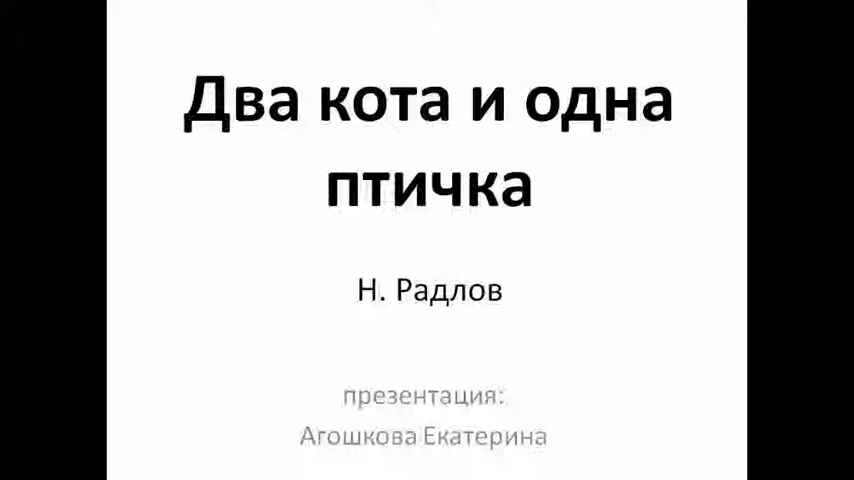 Два кота и одна
птичка
Н. Радлов
презентация:
Агошкова Екатерина